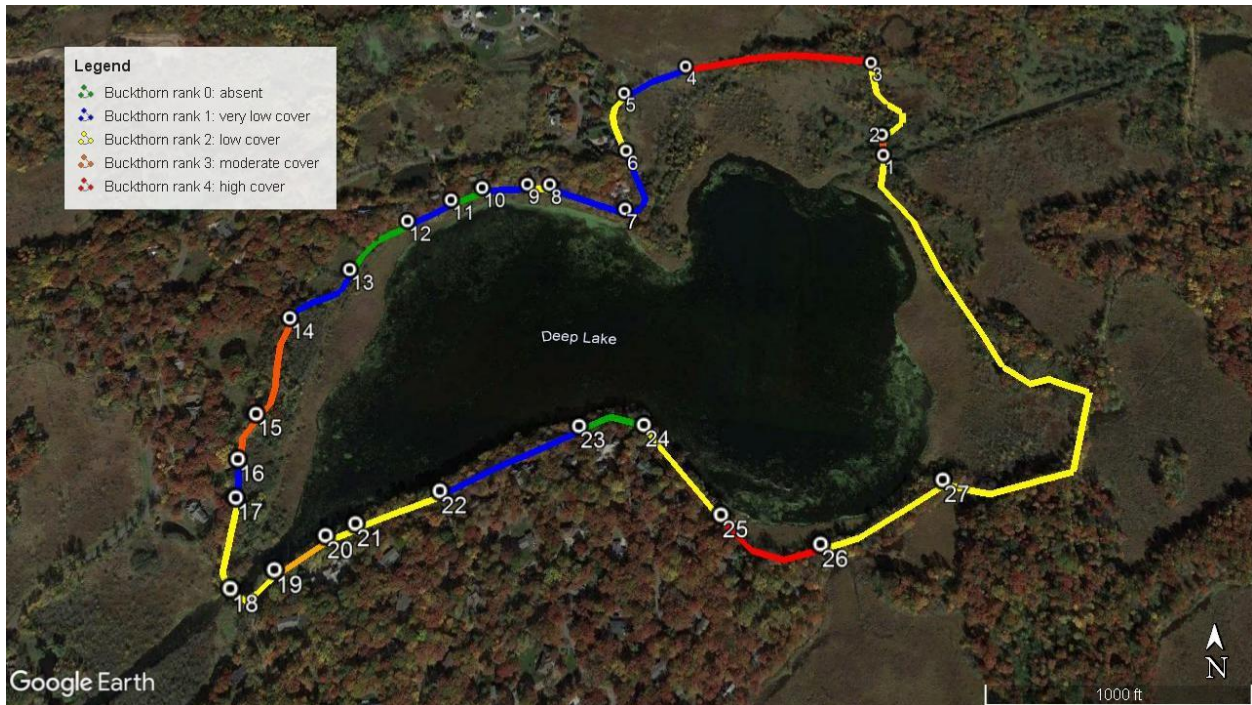 Legend
Buckthorn rank 0: absent
Buckthorn rank 1: very low cover
Buckthorn rank 2: low cover
Buckthorn rank 3: moderate cover
Buckthorn rank 4: high cover
4
3
5
2
6
1
10
9
8
11
7
12
13
14
Deep Lake
15
23
24
16
27
22
17
25
21
20
26
19
18
N
Google Earth
1000 ft